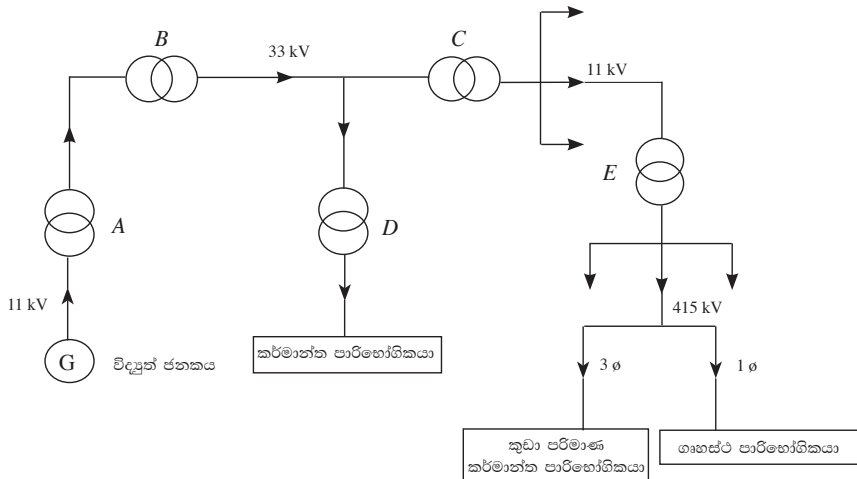 B
33 kV
C
11 kV
E
A
D
11 kV
415 kV
G
විද්‍යුත් ජනකය
කර්මාන්ත පාරිභෝගිකයා
3 ø
1 ø
කුඩා පරිමාණ
කර්මාන්ත පාරිභෝගිකයා
ගෘහස්ථ පාරිභෝගිකයා